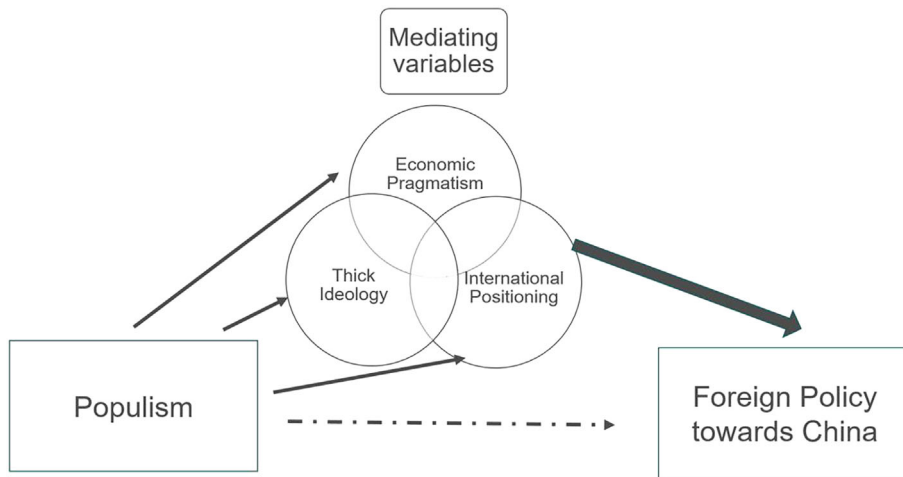 Mediating
variables
Economic
Pragmatism
Thick
Ideology
International
Positioning
Populism
Foreign Policy
towards China